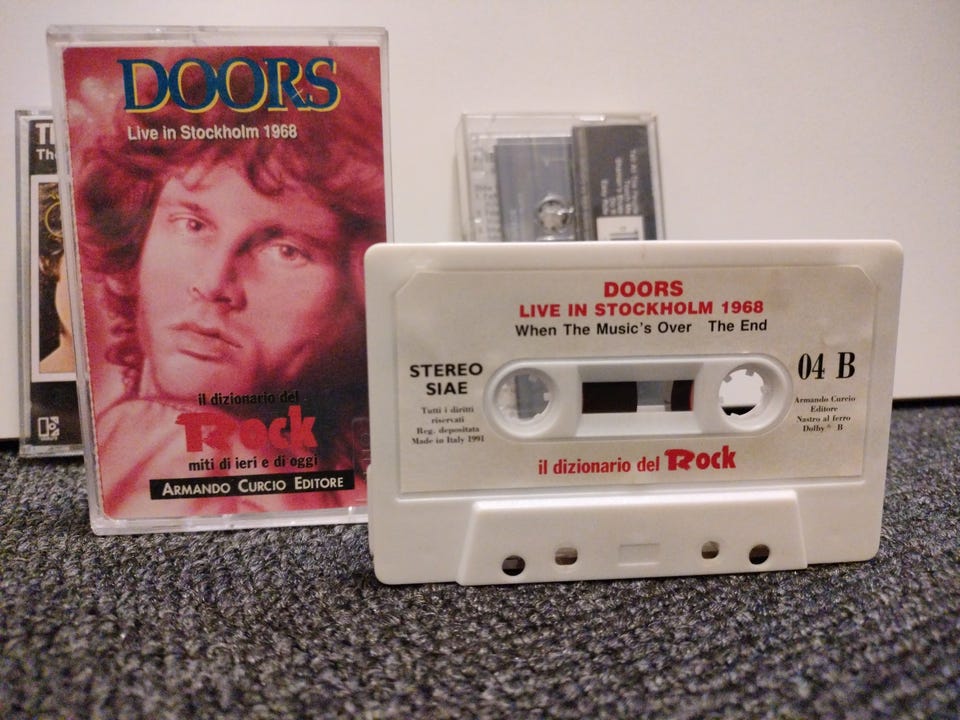 DOORS
Live in Stockholm 1968
il dizionario del
Rock
miti di ieri e di oggi
ARMANDO CURCIO EDITORE
DOORS
LIVE IN STOCKHOLM 1968
When The Music's Over The End
STEREO
SIAE
Tutti i diritti
riservati
Reg. depositata
Made in Italy 1991
04 B
Armando Curcio
Editore
Nastro al ferro
Dolby® B
il dizionario del Rock